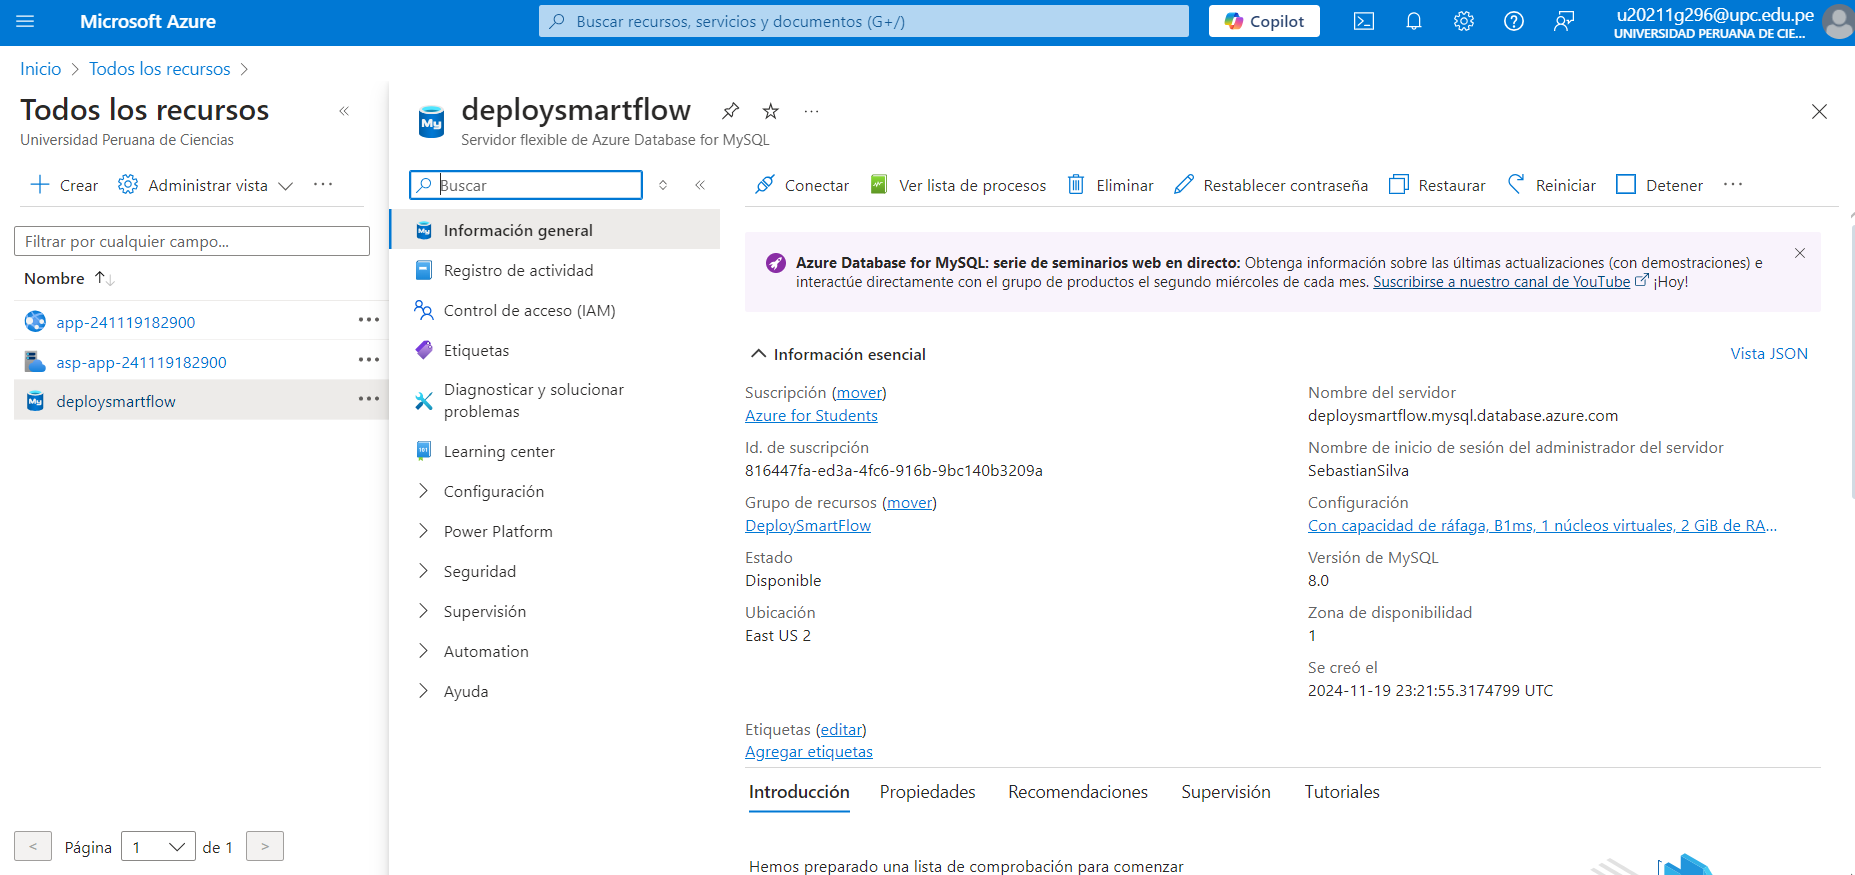 Microsoft Azure
Buscar recursos, servicios y documentos (G+/)
Copilot
u20211g296@upc.edu.pe
UNIVERSIDAD PERUANA DE CIE...
Inicio > Todos los recursos >
Todos los recursos
Universidad Peruana de Ciencias
Crear
Administrar vista
Filtrar por cualquier campo...
Nombre
app-241119182900
asp-app-241119182900
deploysmartflow
Página 1 de 1
deploysmartflow
Servidor flexible de Azure Database for MySQL
Buscar
Información general
Registro de actividad
Control de acceso (IAM)
Etiquetas
Diagnosticar y solucionar
problemas
Learning center
Configuración
Power Platform
Seguridad
Supervisión
Automation
Ayuda
Conectar
Ver lista de procesos
Eliminar
Restablecer contraseña
Restaurar
Reiniciar
Detener
Azure Database for MySQL: serie de seminarios web en directo: Obtenga información sobre las últimas actualizaciones (con demostraciones) e
interactúe directamente con el grupo de productos el segundo miércoles de cada mes. Suscribirse a nuestro canal de YouTube ¡Hoy!
Información esencial
Vista JSON
Suscripción (mover)
Azure for Students
Id. de suscripción
816447fa-ed3a-4fc6-916b-9bc140b3209a
Grupo de recursos (mover)
DeploySmartFlow
Estado
Disponible
Ubicación
East US 2
Nombre del servidor
deploysmartflow.mysql.database.azure.com
Nombre de inicio de sesión del administrador del servidor
SebastianSilva
Configuración
Con capacidad de ráfaga, B1ms, 1 núcleos virtuales, 2 GiB de RA...
Versión de MySQL
8.0
Zona de disponibilidad
1
Se creó el
2024-11-19 23:21:55.3174799 UTC
Etiquetas (editar)
Agregar etiquetas
Introducción
Propiedades
Recomendaciones
Supervisión
Tutoriales
Hemos preparado una lista de comprobación para comenzar